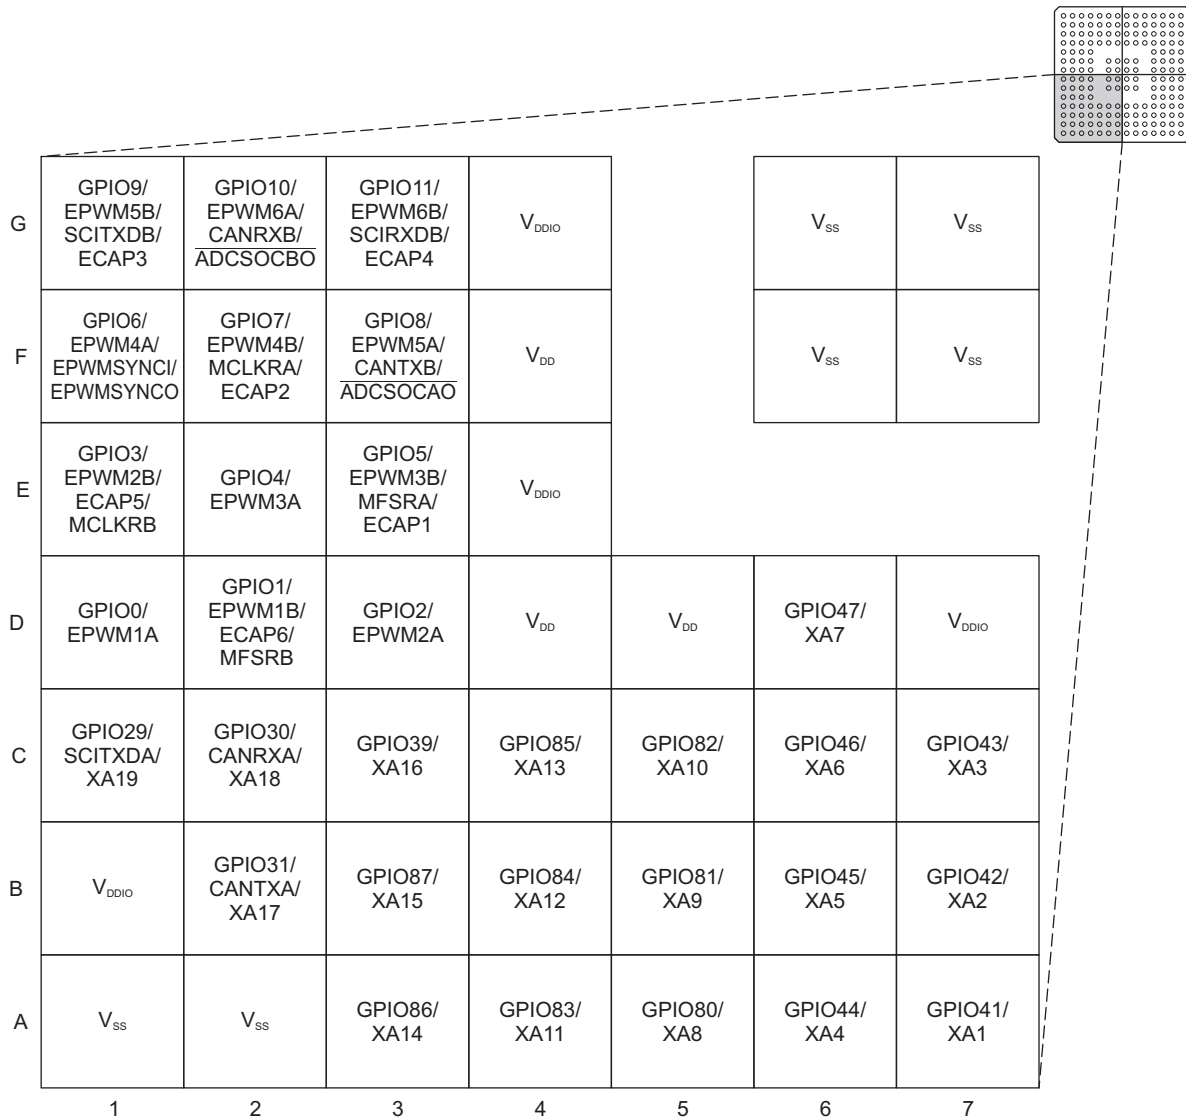 G
GPIO9/
EPWM5B/
SCITXDB/
ECAP3
GPIO10/
EPWM6A/
CANRXB/
ADCSOCBO
GPIO11/
EPWM6B/
SCIRXDB/
ECAP4
VDDIO
VSS
VSS
F
GPIO6/
EPWM4A/
EPWMSYNCI/
EPWMSYNCO
GPIO7/
EPWM4B/
MCLKRA/
ECAP2
GPIO8/
EPWM5A/
CANTXB/
ADCSOCAO
VDD
VSS
VSS
E
GPIO3/
EPWM2B/
ECAP5/
MCLKRB
GPIO4/
EPWM3A
GPIO5/
EPWM3B/
MFSRA/
ECAP1
VDDIO
D
GPIO0/
EPWM1A
GPIO1/
EPWM1B/
ECAP6/
MFSRB
GPIO2/
EPWM2A
VDD
VDD
GPIO47/
XA7
VDDIO
C
GPIO29/
SCITXDA/
XA19
GPIO30/
CANRXA/
XA18
GPIO39/
XA16
GPIO85/
XA13
GPIO82/
XA10
GPIO46/
XA6
GPIO43/
XA3
B
VDDIO
GPIO31/
CANTXA/
XA17
GPIO87/
XA15
GPIO84/
XA12
GPIO81/
XA9
GPIO45/
XA5
GPIO42/
XA2
A
VSS
VSS
GPIO86/
XA14
GPIO83/
XA11
GPIO80/
XA8
GPIO44/
XA4
GPIO41/
XA1
1 2 3 4 5 6 7